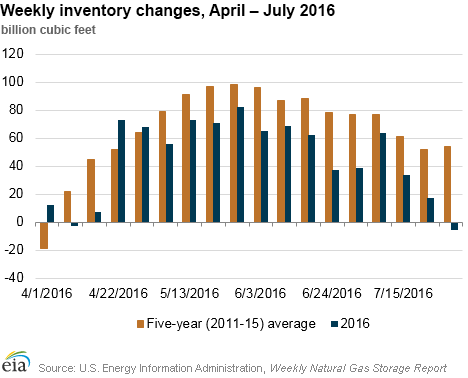 Weekly inventory changes, April – July 2016
billion cubic feet
120
100
80
60
40
20
0
-20
-40
4/1/2016 4/22/2016 5/13/2016 6/3/2016 6/24/2016 7/15/2016
Five-year (2011-15) average 2016
eia Source: U.S. Energy Information Administration, Weekly Natural Gas Storage Report